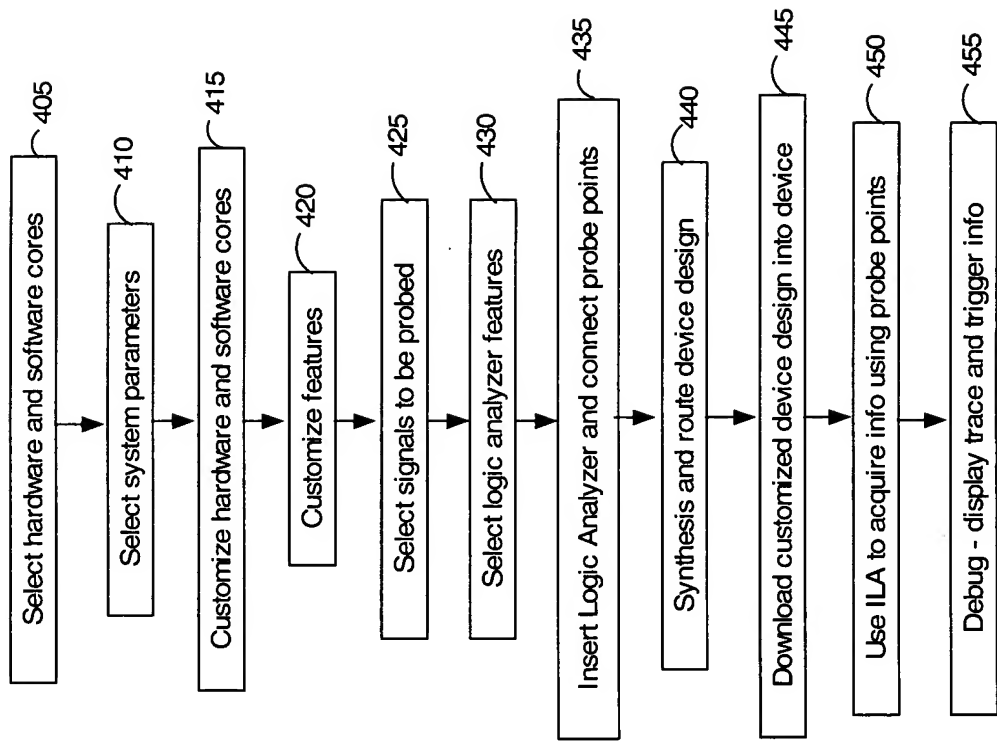 Select hardware and software cores
405
Select system parameters
410
Customize hardware and software cores
415
Customize features
420
Select signals to be probed
425
Select logic analyzer features
430
Insert Logic Analyzer and connect probe points
435
Synthesis and route device design
440
Download customized device design into device
445
Use ILA to acquire info using probe points
450
Debug - display trace and trigger info
455